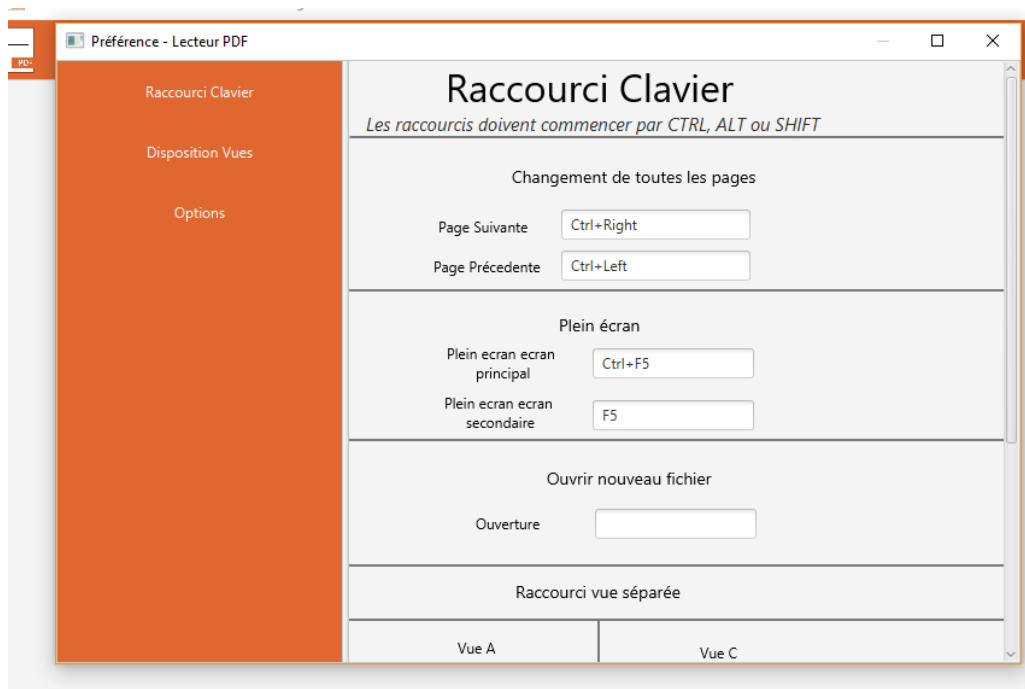 Préférence - Lecteur PDF
PD-
Raccourci Clavier
Disposition Vues
Options
Raccourci Clavier
Les raccourcis doivent commencer par CTRL, ALT ou SHIFT
Changement de toutes les pages
Page Suivante Ctrl+Right
Page Précedente Ctrl+Left
Plein écran
Plein ecran ecran
principal
Ctrl+F5
Plein ecran ecran
secondaire
F5
Ouvrir nouveau fichier
Ouverture
Raccourci vue séparée
Vue A Vue C